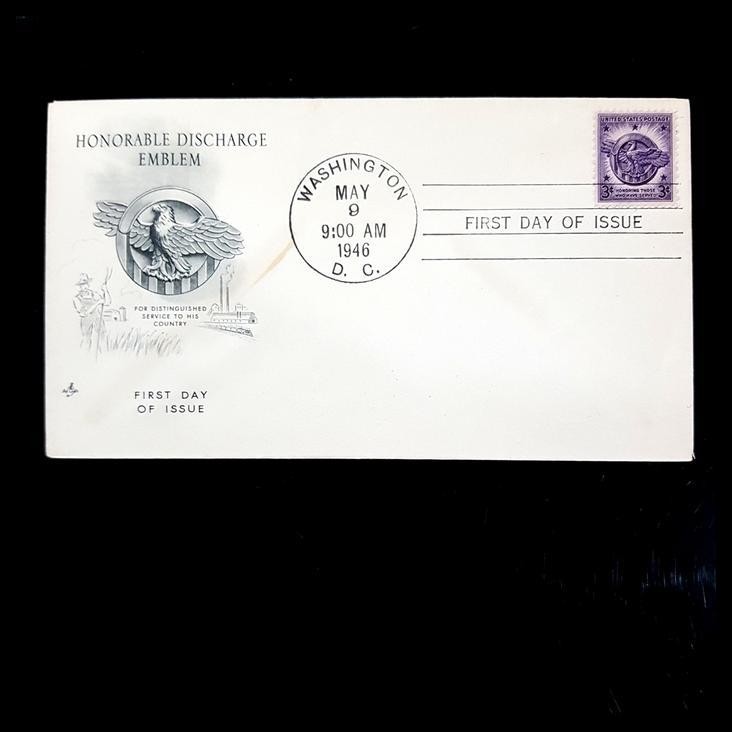 HONORABLE DISCHARGE
EMBLEM
FOR DISTINGUISHED
SERVICE TO HIS
COUNTRY
FIRST DAY
OF ISSUE
WASHINGTON
MAY
9
9:00 AM
1946
D. C.
FIRST DAY OF ISSUE
UNITED STATES POSTAGE
3¢ HONORING THOSE 3¢
WHO HAVE SERVED